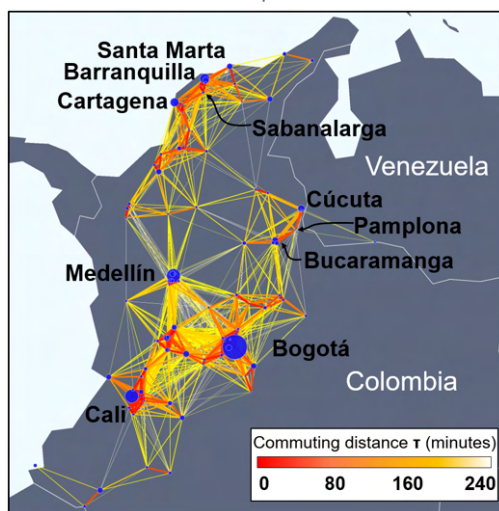 Santa Marta
Barranquilla
Cartagena
Sabanalarga
Venezuela
Cúcuta
Pamplona
Medellín
Bucaramanga
Bogotá
Colombia
Cali
Commuting distance τ (minutes)
0 80 160 240